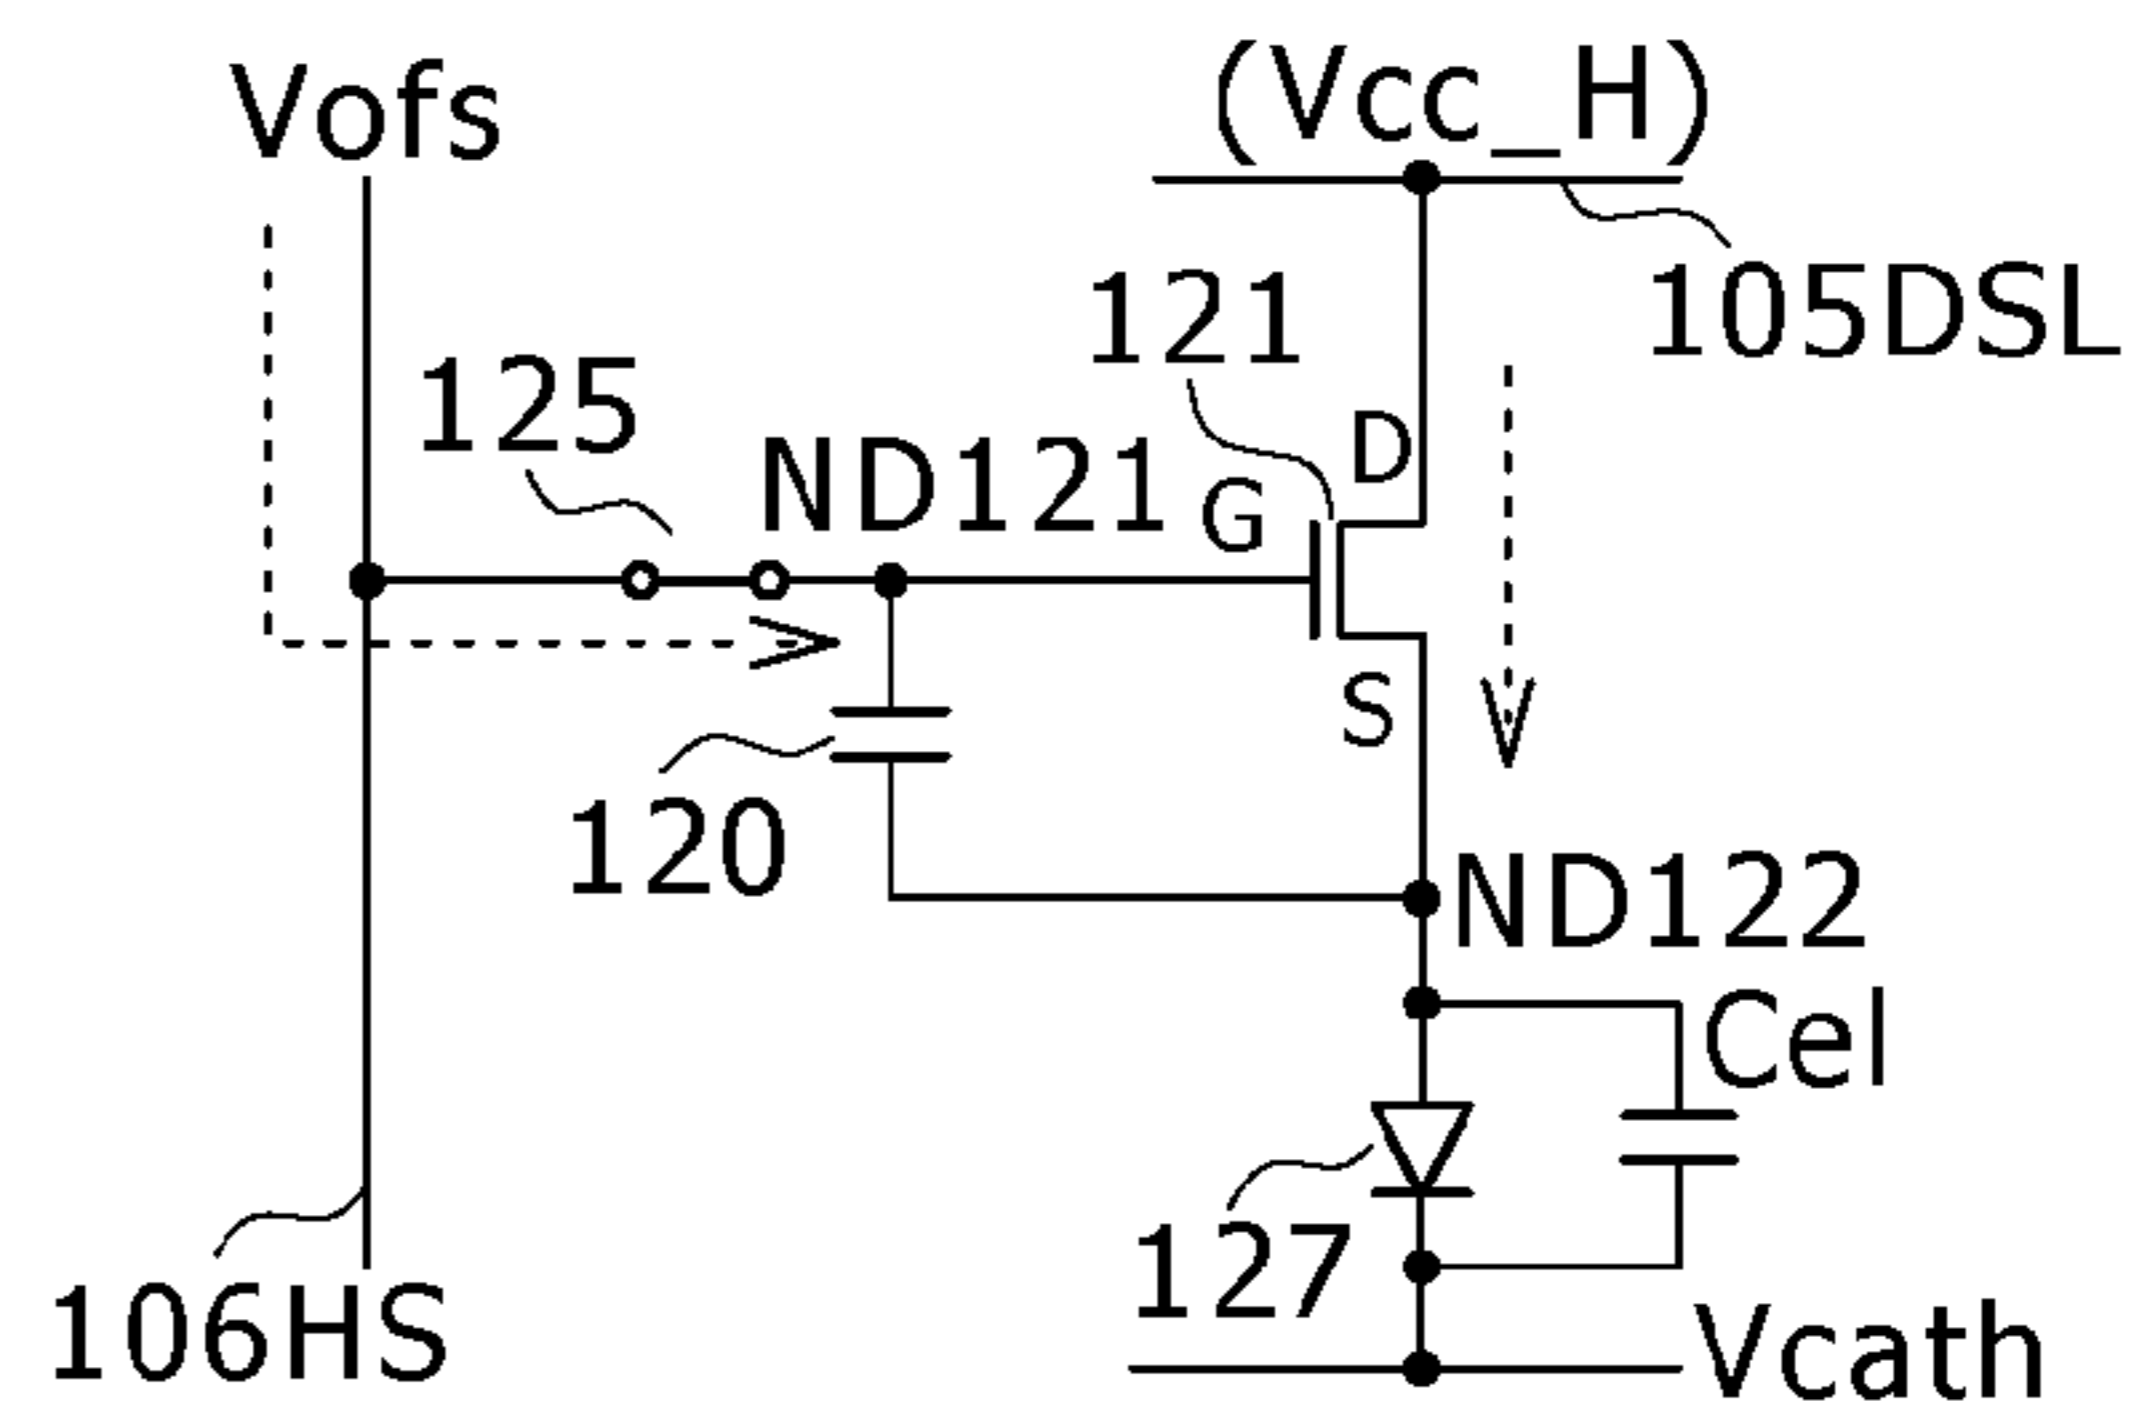 Vofs
(Vcc_H)
105DSL
121
125
ND121
D
G
S
120
ND122
Cel
127
106HS
Vcath